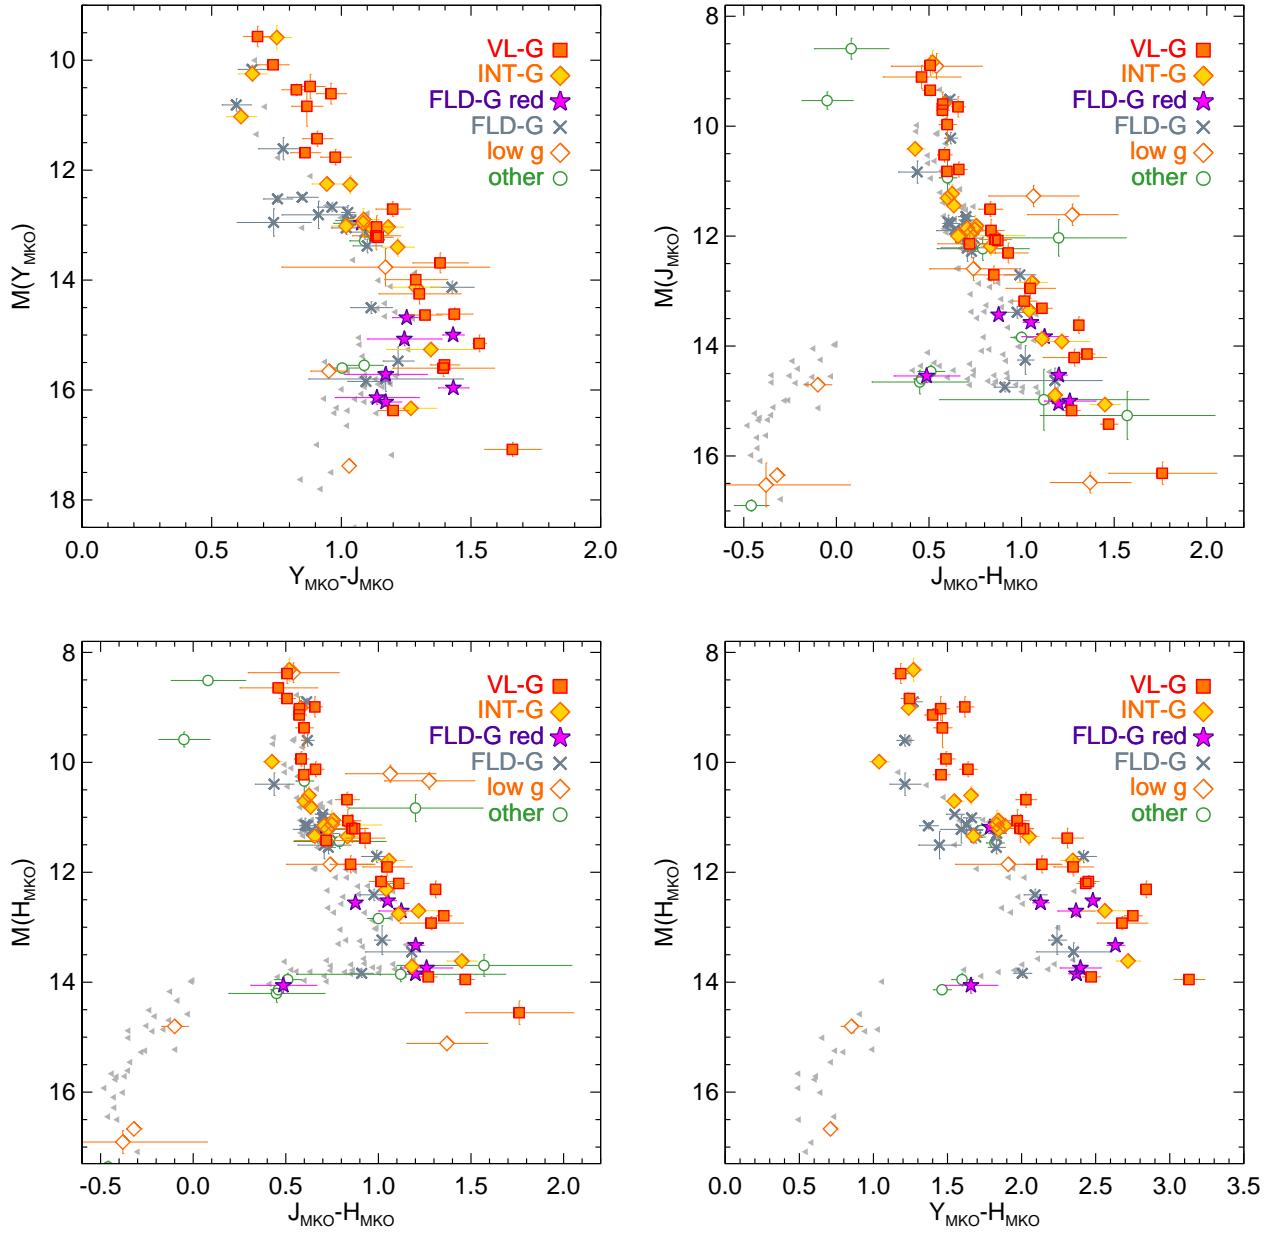 VL-G
INT-G
FLD-G red
FLD-G
low g
other
10
12
14
16
18
M(Y_MKO)
0.0 0.5 1.0 1.5 2.0
Y_MKO-J_MKO
VL-G
INT-G
FLD-G red
FLD-G
low g
other
8
10
12
14
16
M(J_MKO)
-0.5 0.0 0.5 1.0 1.5 2.0
J_MKO-H_MKO
VL-G
INT-G
FLD-G red
FLD-G
low g
other
8
10
12
14
16
M(H_MKO)
-0.5 0.0 0.5 1.0 1.5 2.0
J_MKO-H_MKO
VL-G
INT-G
FLD-G red
FLD-G
low g
other
8
10
12
14
16
M(H_MKO)
0.0 0.5 1.0 1.5 2.0 2.5 3.0 3.5
Y_MKO-H_MKO